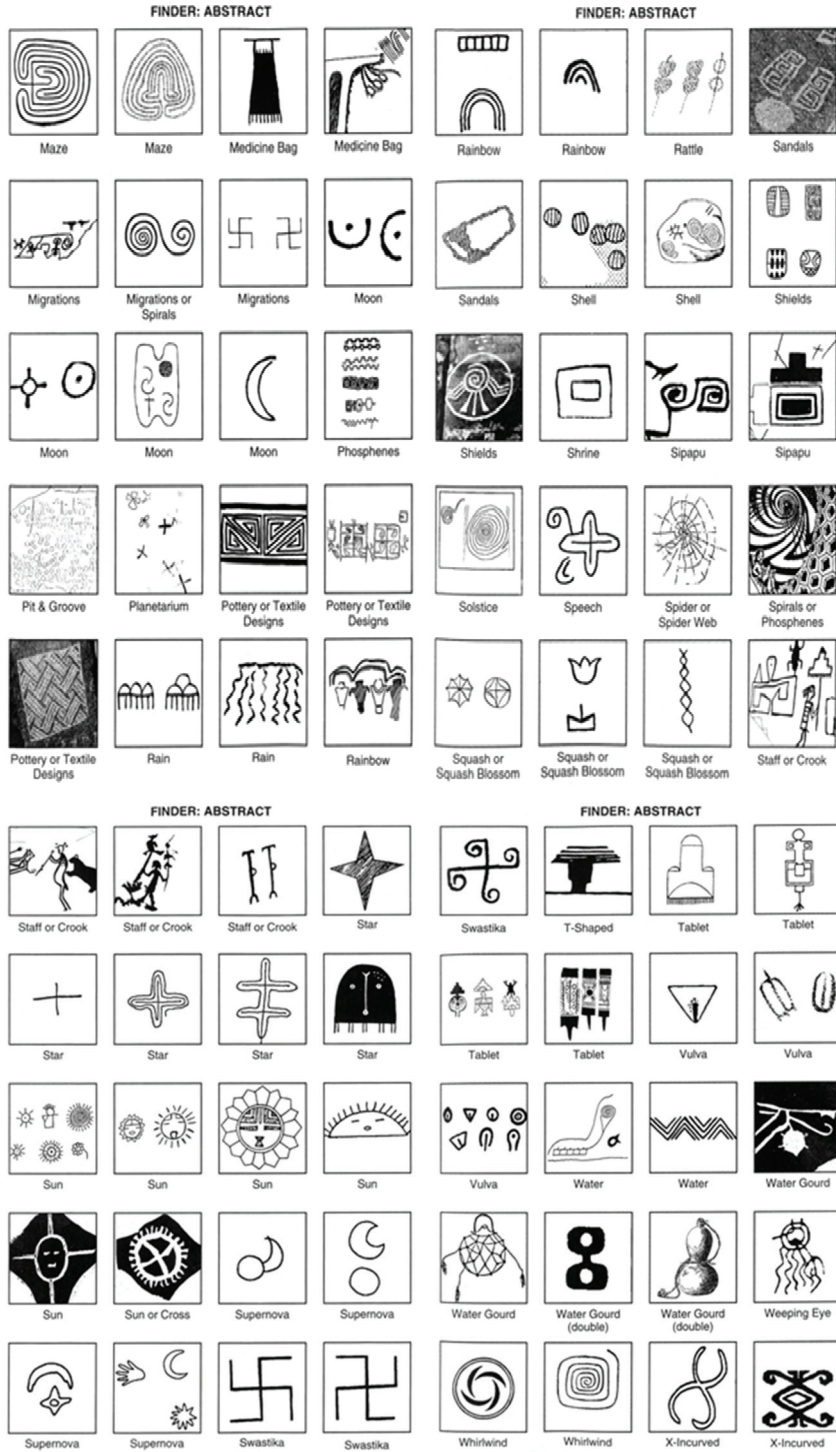 FINDER: ABSTRACT
Maze
Maze
Medicine Bag
Medicine Bag
Migrations
Migrations or
Spirals
Migrations
Moon
Moon
Moon
Moon
Phosphenes
Pit & Groove
Planetarium
Pottery or Textile
Designs
Pottery or Textile
Designs
Pottery or Textile
Designs
Rain
Rain
Rainbow
FINDER: ABSTRACT
Rainbow
Rainbow
Rattle
Sandals
Sandals
Shell
Shell
Shields
Shields
Shrine
Sipapu
Sipapu
Solstice
Speech
Spider or
Spider Web
Spirals or
Phosphenes
Squash or
Squash Blossom
Squash or
Squash Blossom
Squash or
Squash Blossom
Staff or Crook
FINDER: ABSTRACT
Staff or Crook
Staff or Crook
Staff or Crook
Star
Star
Star
Star
Star
Sun
Sun
Sun
Sun
Sun
Sun or Cross
Supernova
Supernova
Supernova
Supernova
Swastika
Swastika
FINDER: ABSTRACT
Swastika
T-Shaped
Tablet
Tablet
Tablet
Tablet
Vulva
Vulva
Vulva
Water
Water
Water Gourd
Water Gourd
Water Gourd
(double)
Water Gourd
(double)
Weeping Eye
Whirlwind
Whirlwind
X-Incurved
X-Incurved